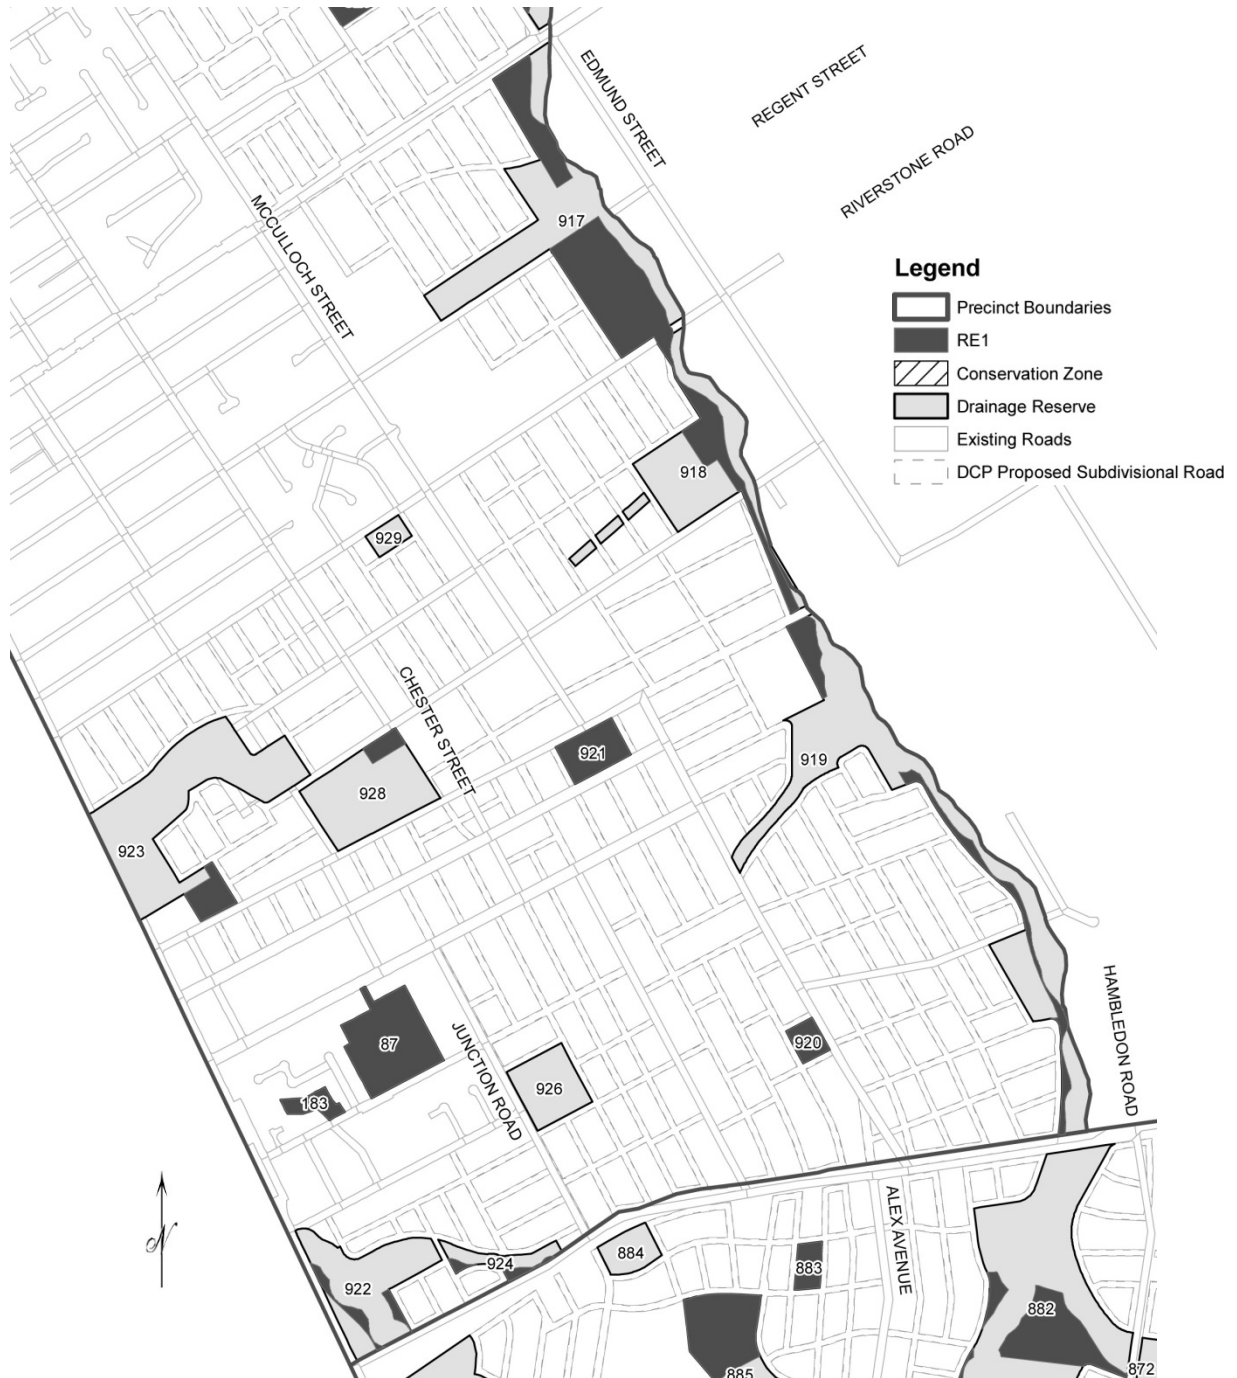 EDMUND STREET
REGENT STREET
RIVERSTONE ROAD
MCCULLOCH STREET
917
Legend
Precinct Boundaries
RE1
Conservation Zone
Drainage Reserve
Existing Roads
DCP Proposed Subdivisional Road
918
929
CHESTER STREET
921
919
928
923
HAMBLEDON ROAD
JUNCTION ROAD
87
920
926
183
N
ALEX AVENUE
884
924
883
922
882
872
885